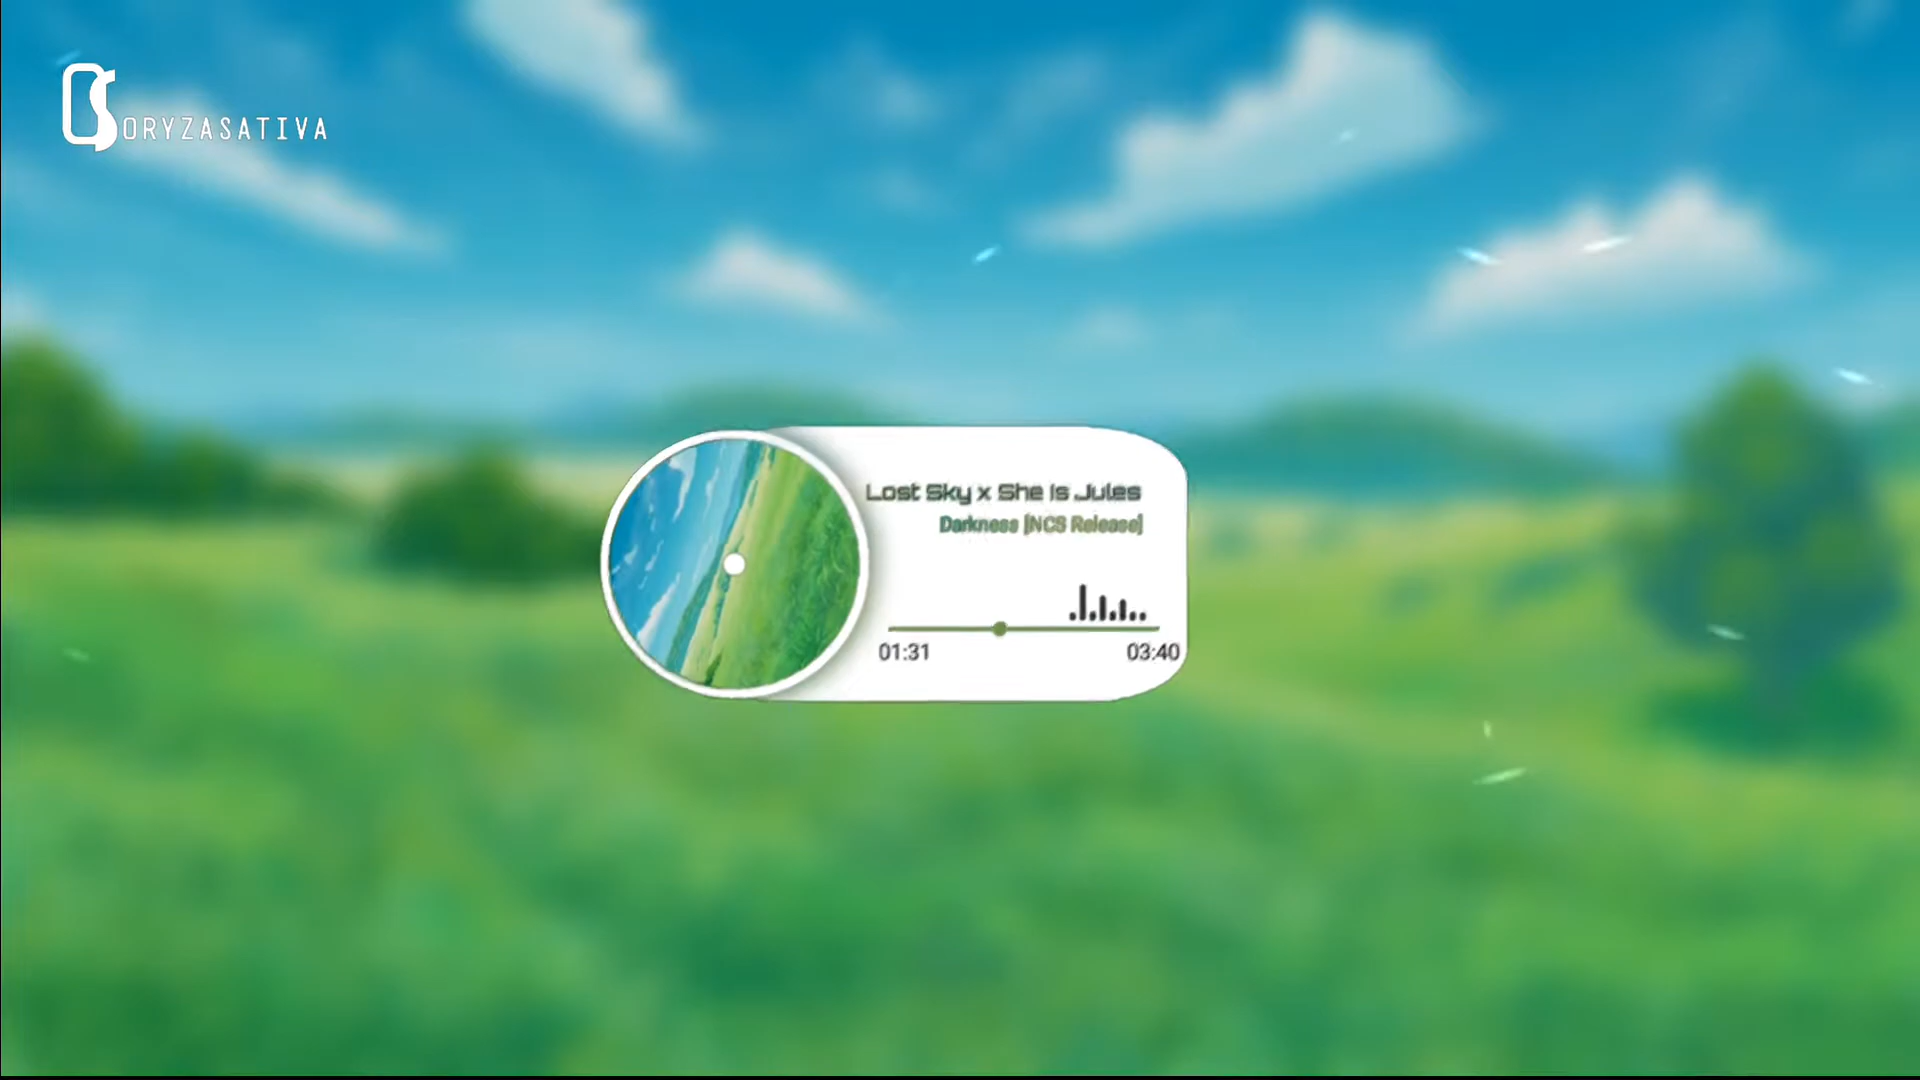 ORYZASATIVA
Lost Sky x She Is Jules
Darkness [NCS Release]
01:31 03:40